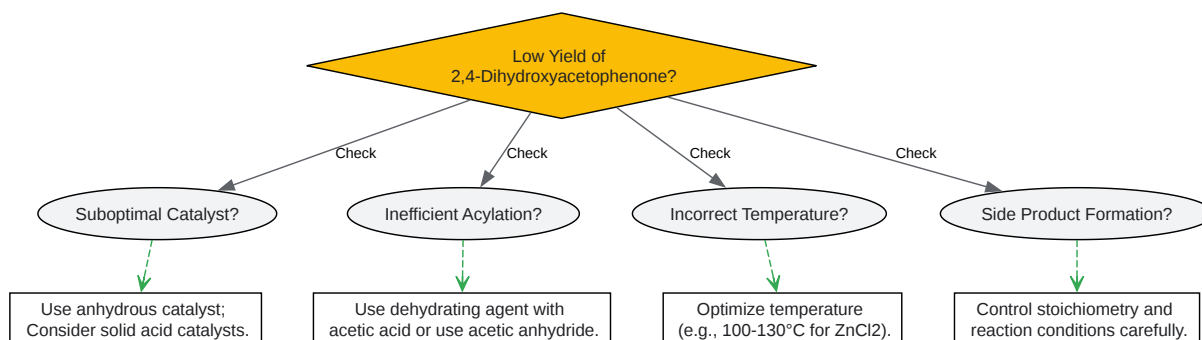 Low Yield of
2,4-Dihydroxyacetophenone?
Check
Check
Check
Check
Suboptimal Catalyst?
Inefficient Acylation?
Incorrect Temperature?
Side Product Formation?
Use anhydrous catalyst;
Consider solid acid catalysts.
Use dehydrating agent with
acetic acid or use acetic anhydride.
Optimize temperature
(e.g., 100-130°C for ZnCl2).
Control stoichiometry and
reaction conditions carefully.